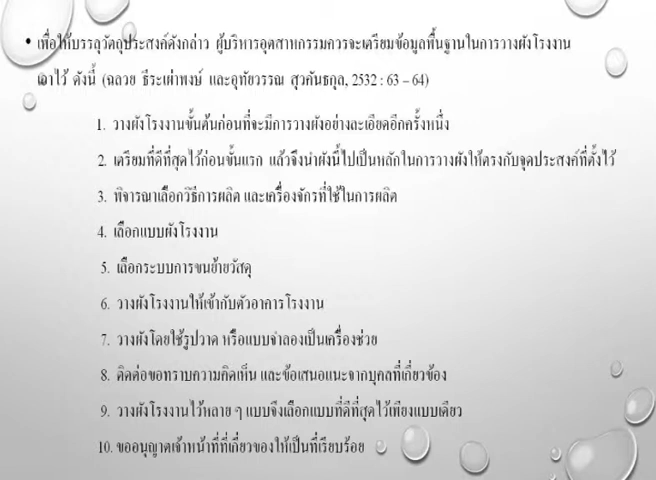 • เพื่อให้บรรลุวัตถุประสงค์ดังกล่าว ผู้บริหารอุตสาหกรรมควรจะเตรียมข้อมูลพื้นฐานในการวางผังโรงงาน
เอาไว้ ดังนี้ (ฉลวย ธีระเผ่าพงษ์ และอุทัยวรรณ สุวคันธกุล, 2532 : 63 – 64)
1. วางผังโรงงานขั้นต้นก่อนที่จะมีการวางผังอย่างละเอียดอีกครั้งหนึ่ง
2. เตรียมที่ดีที่สุดไว้ก่อนขั้นแรก แล้วจึงนำผังนี้ไปเป็นหลักในการวางผังให้ตรงกับจุดประสงค์ที่ตั้งไว้
3. พิจารณาเลือกวิธีการผลิต และเครื่องจักรที่ใช้ในการผลิต
4. เลือกแบบผังโรงงาน
5. เลือกระบบการขนย้ายวัสดุ
6. วางผังโรงงานให้เข้ากับตัวอาคารโรงงาน
7. วางผังโดยใช้รูปวาด หรือแบบจำลองเป็นเครื่องช่วย
8. ติดต่อขอทราบความคิดเห็น และข้อเสนอแนะจากบุคลที่เกี่ยวข้อง
9. วางผังโรงงานไว้หลาย ๆ แบบจึงเลือกแบบที่ดีที่สุดไว้เพียงแบบเดียว
10. ขออนุญาตเจ้าหน้าที่ที่เกี่ยวของให้เป็นที่เรียบร้อย